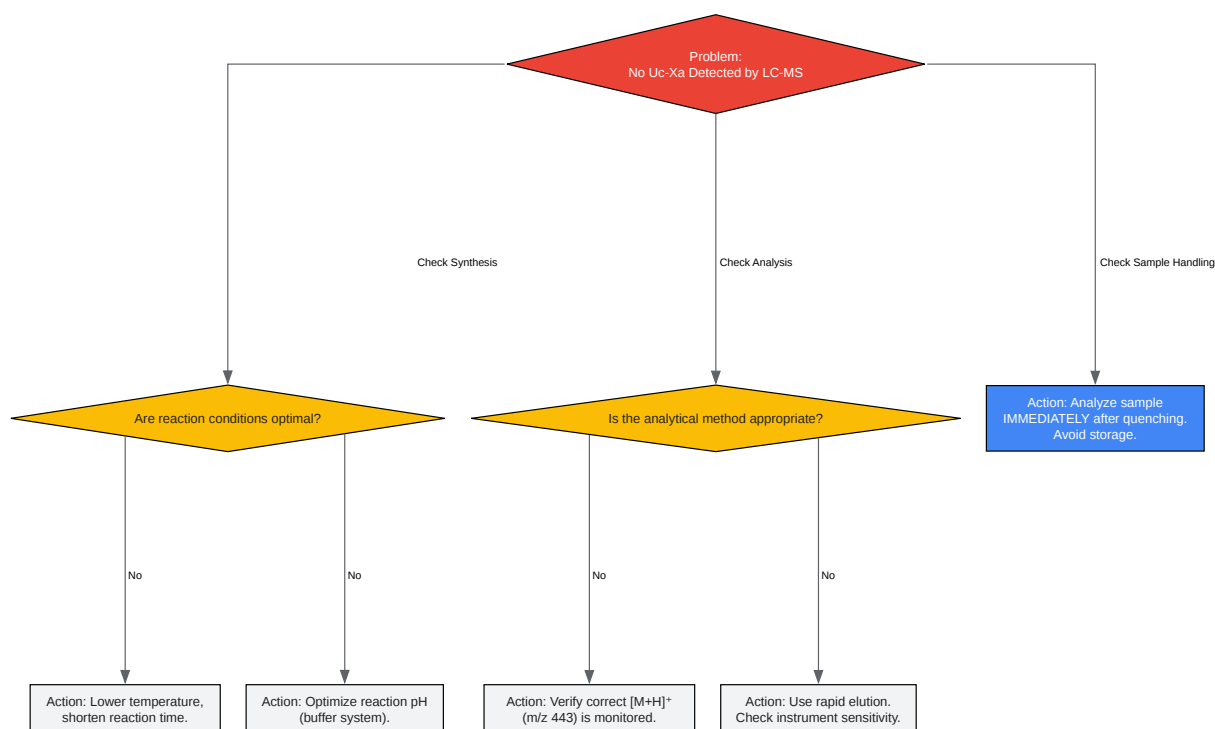 Problem:
No Uc-Xa Detected by LC-MS
Check Synthesis
Check Analysis
Check Sample Handling
Are reaction conditions optimal?
Is the analytical method appropriate?
Action: Analyze sample
IMMEDIATELY after quenching.
Avoid storage.
No
No
No
No
Action: Lower temperature,
shorten reaction time.
Action: Optimize reaction pH
(buffer system).
Action: Verify correct [M+H]⁺
(m/z 443) is monitored.
Action: Use rapid elution.
Check instrument sensitivity.